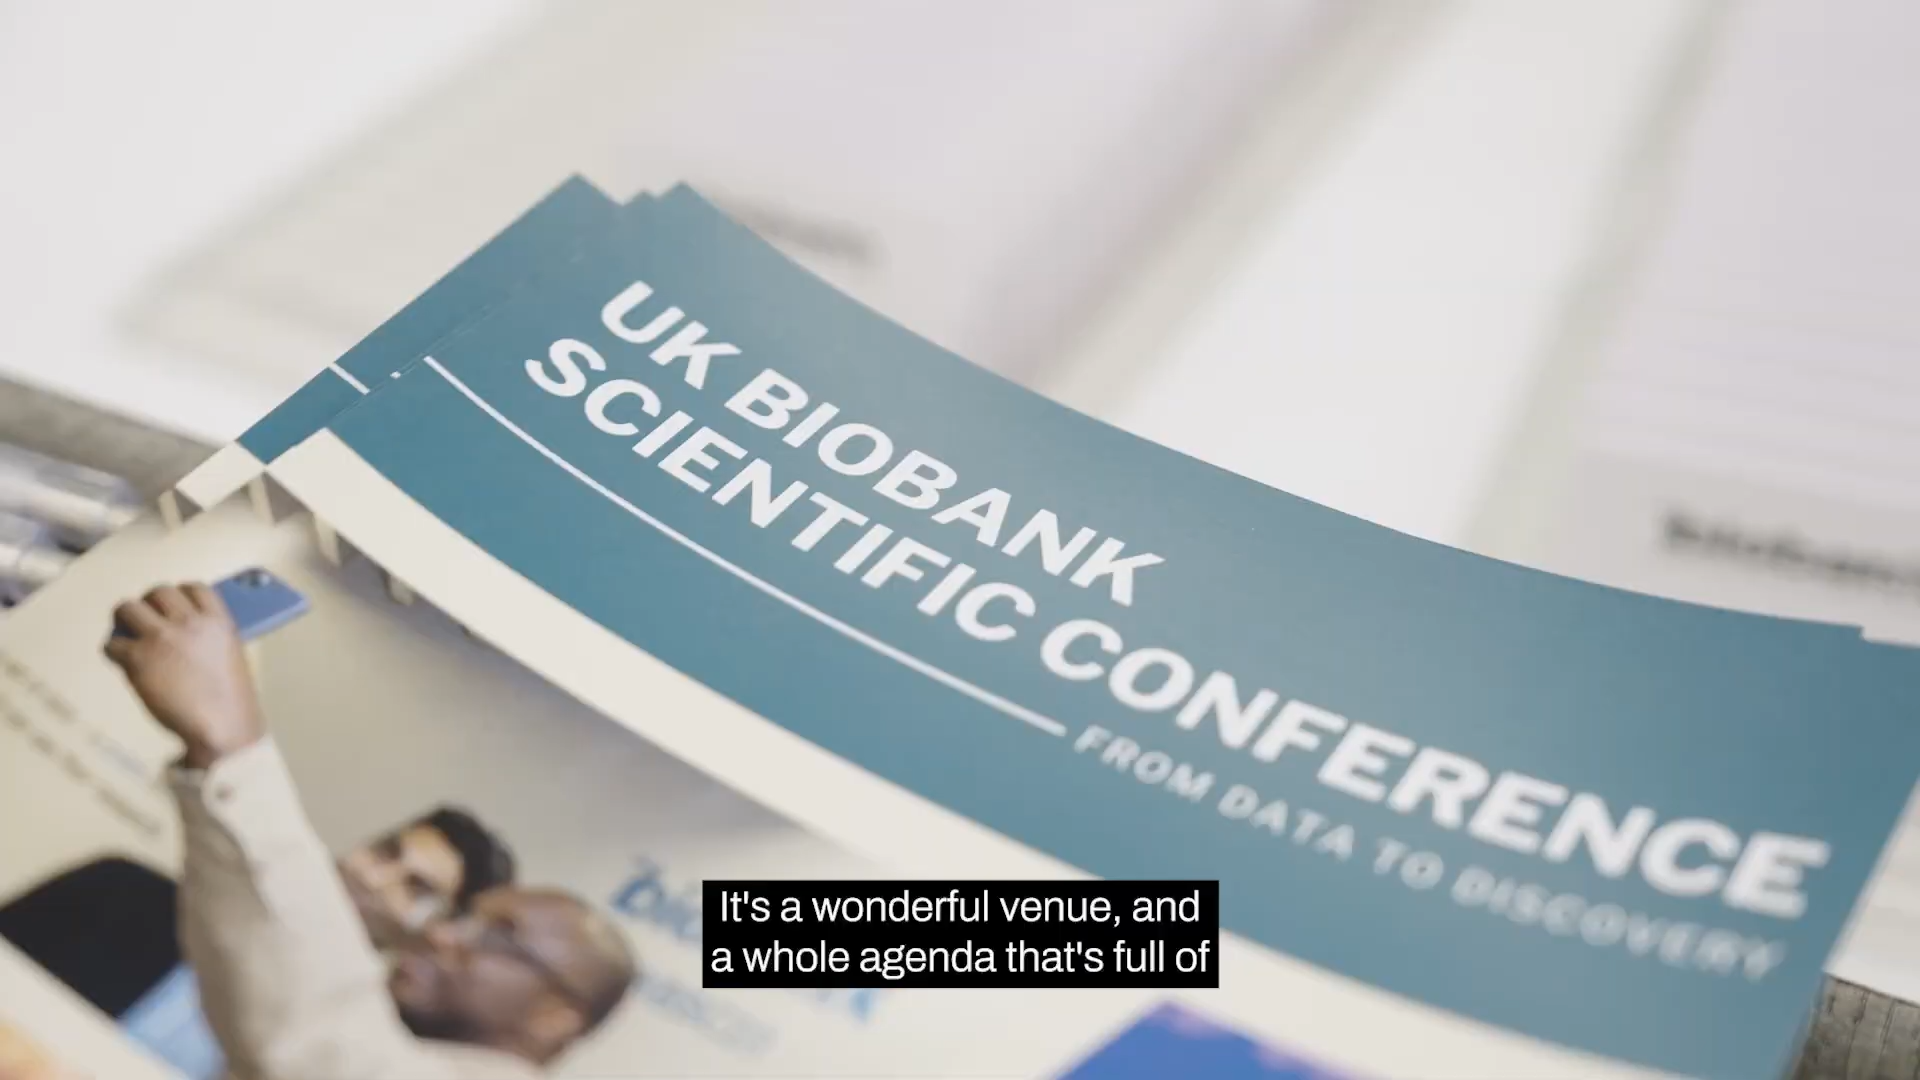 UK BIOBANK
SCIENTIFIC CONFERENCE
FROM DATA TO DISCOVERY
It's a wonderful venue, and
a whole agenda that's full of